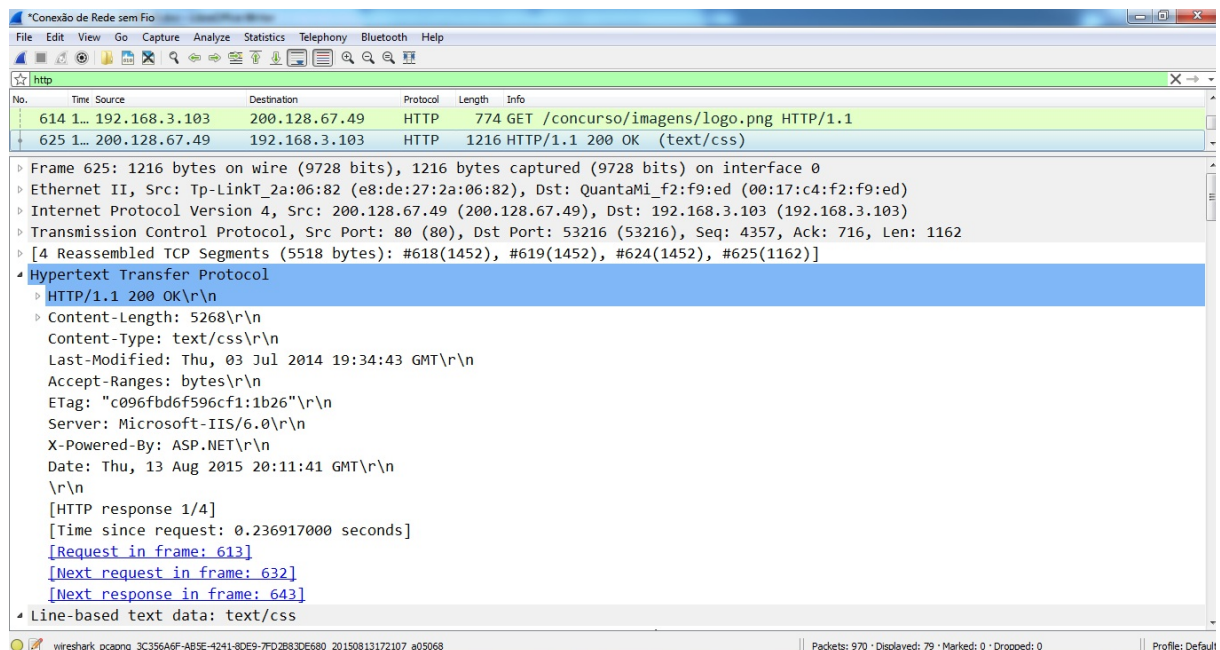 *Conexão de Rede sem Fio
File Edit View Go Capture Analyze Statistics Telephony Bluetooth Help
http
No. Time Source Destination Protocol Length Info
614 1... 192.168.3.103 200.128.67.49 HTTP 774 GET /concurso/imagens/logo.png HTTP/1.1
625 1... 200.128.67.49 192.168.3.103 HTTP 1216 HTTP/1.1 200 OK (text/css)
Frame 625: 1216 bytes on wire (9728 bits), 1216 bytes captured (9728 bits) on interface 0
Ethernet II, Src: Tp-LinkT_2a:06:82 (e8:de:27:2a:06:82), Dst: QuantaMi_f2:f9:ed (00:17:c4:f2:f9:ed)
Internet Protocol Version 4, Src: 200.128.67.49 (200.128.67.49), Dst: 192.168.3.103 (192.168.3.103)
Transmission Control Protocol, Src Port: 80 (80), Dst Port: 53216 (53216), Seq: 4357, Ack: 716, Len: 1162
[4 Reassembled TCP Segments (5518 bytes): #618(1452), #619(1452), #624(1452), #625(1162)]
Hypertext Transfer Protocol
HTTP/1.1 200 OK\r\n
Content-Length: 5268\r\n
Content-Type: text/css\r\n
Last-Modified: Thu, 03 Jul 2014 19:34:43 GMT\r\n
Accept-Ranges: bytes\r\n
ETag: "c096fbd6f596cf1:1b26"\r\n
Server: Microsoft-IIS/6.0\r\n
X-Powered-By: ASP.NET\r\n
Date: Thu, 13 Aug 2015 20:11:41 GMT\r\n
\r\n
[HTTP response 1/4]
[Time since request: 0.236917000 seconds]
[Request in frame: 613]
[Next request in frame: 632]
[Next response in frame: 643]
Line-based text data: text/css
wireshark_pcapng_3C356A6F-AB5E-4241-8DE9-7FD2B83DE680_20150813172107_a05068 Packets: 970 · Displayed: 79 · Marked: 0 · Dropped: 0 Profile: Default